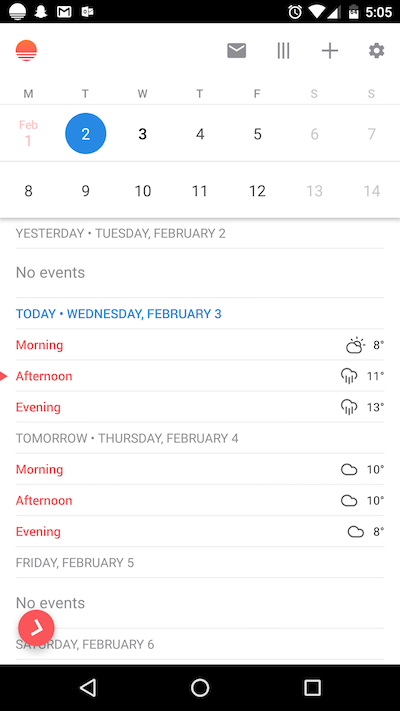 5:05
M T W T F S S
Feb
1 2 3 4 5 6 7
8 9 10 11 12 13 14
YESTERDAY • TUESDAY, FEBRUARY 2
No events
TODAY • WEDNESDAY, FEBRUARY 3
Morning 8°
Afternoon 11°
Evening 13°
TOMORROW • THURSDAY, FEBRUARY 4
Morning 10°
Afternoon 10°
Evening 8°
FRIDAY, FEBRUARY 5
No events
SATURDAY, FEBRUARY 6